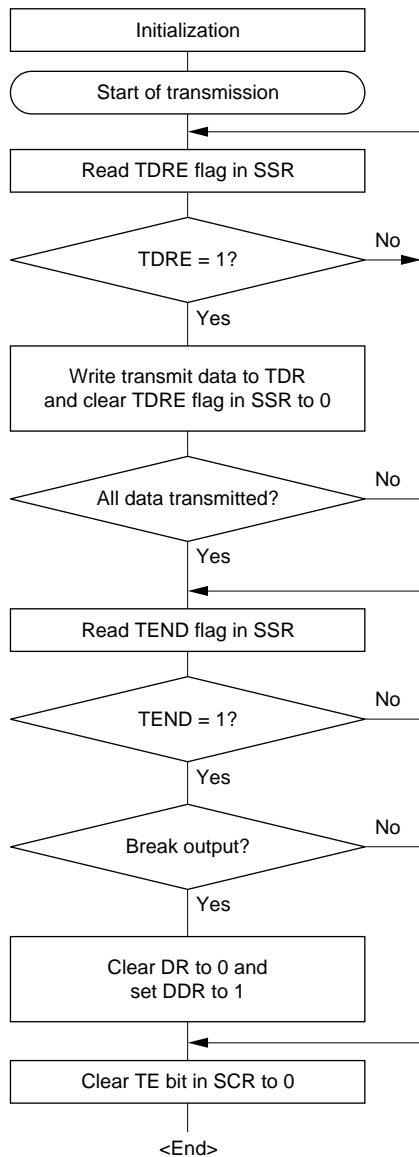 Initialization
Start of transmission
Read TDRE flag in SSR
TDRE = 1?
No
Yes
Write transmit data to TDR
and clear TDRE flag in SSR to 0
All data transmitted?
No
Yes
Read TEND flag in SSR
TEND = 1?
No
Yes
Break output?
No
Yes
Clear DR to 0 and
set DDR to 1
Clear TE bit in SCR to 0
<End>